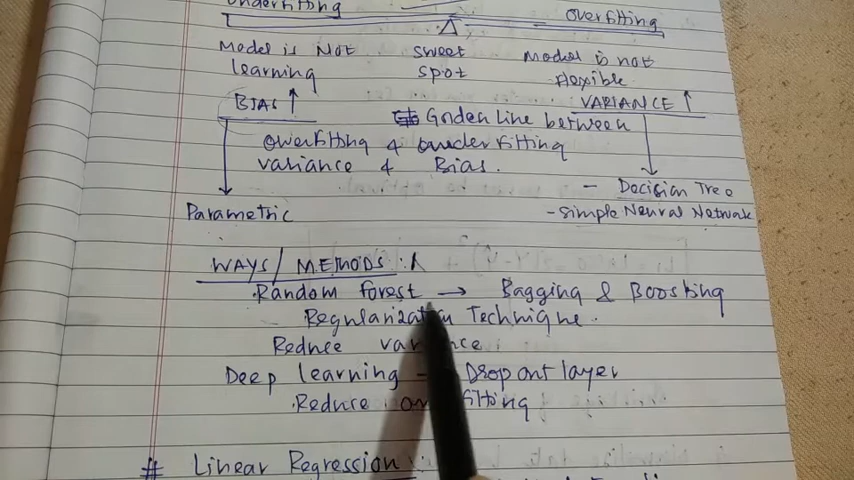 Underfitting overfitting
Model is Not sweet Model is not
learning spot flexible
BIAS ↑ VARIANCE ↑
Golden Line between
overfitting & underfitting
variance & Bias.
- Decision Tree
Parametric - simple Neural Network
WAYS / METHODS :
Random forest → Bagging & Boosting
Regularization Technique.
Reduce variance
Deep learning - Dropout layer
Reduce overfitting
# Linear Regression